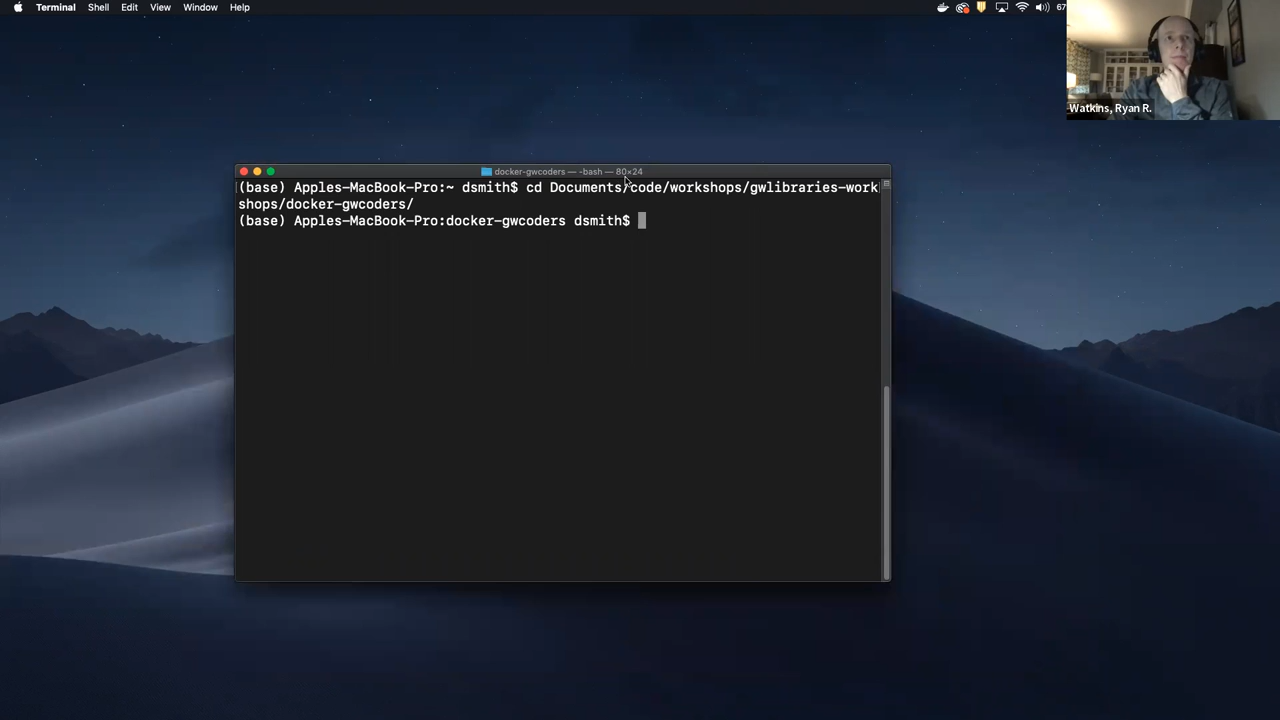 Terminal Shell Edit View Window Help
67
Watkins, Ryan R.
docker-gwcoders — -bash — 80×24
(base) Apples-MacBook-Pro:~ dsmith$ cd Documents/code/workshops/gwlibraries-work
shops/docker-gwcoders/
(base) Apples-MacBook-Pro:docker-gwcoders dsmith$